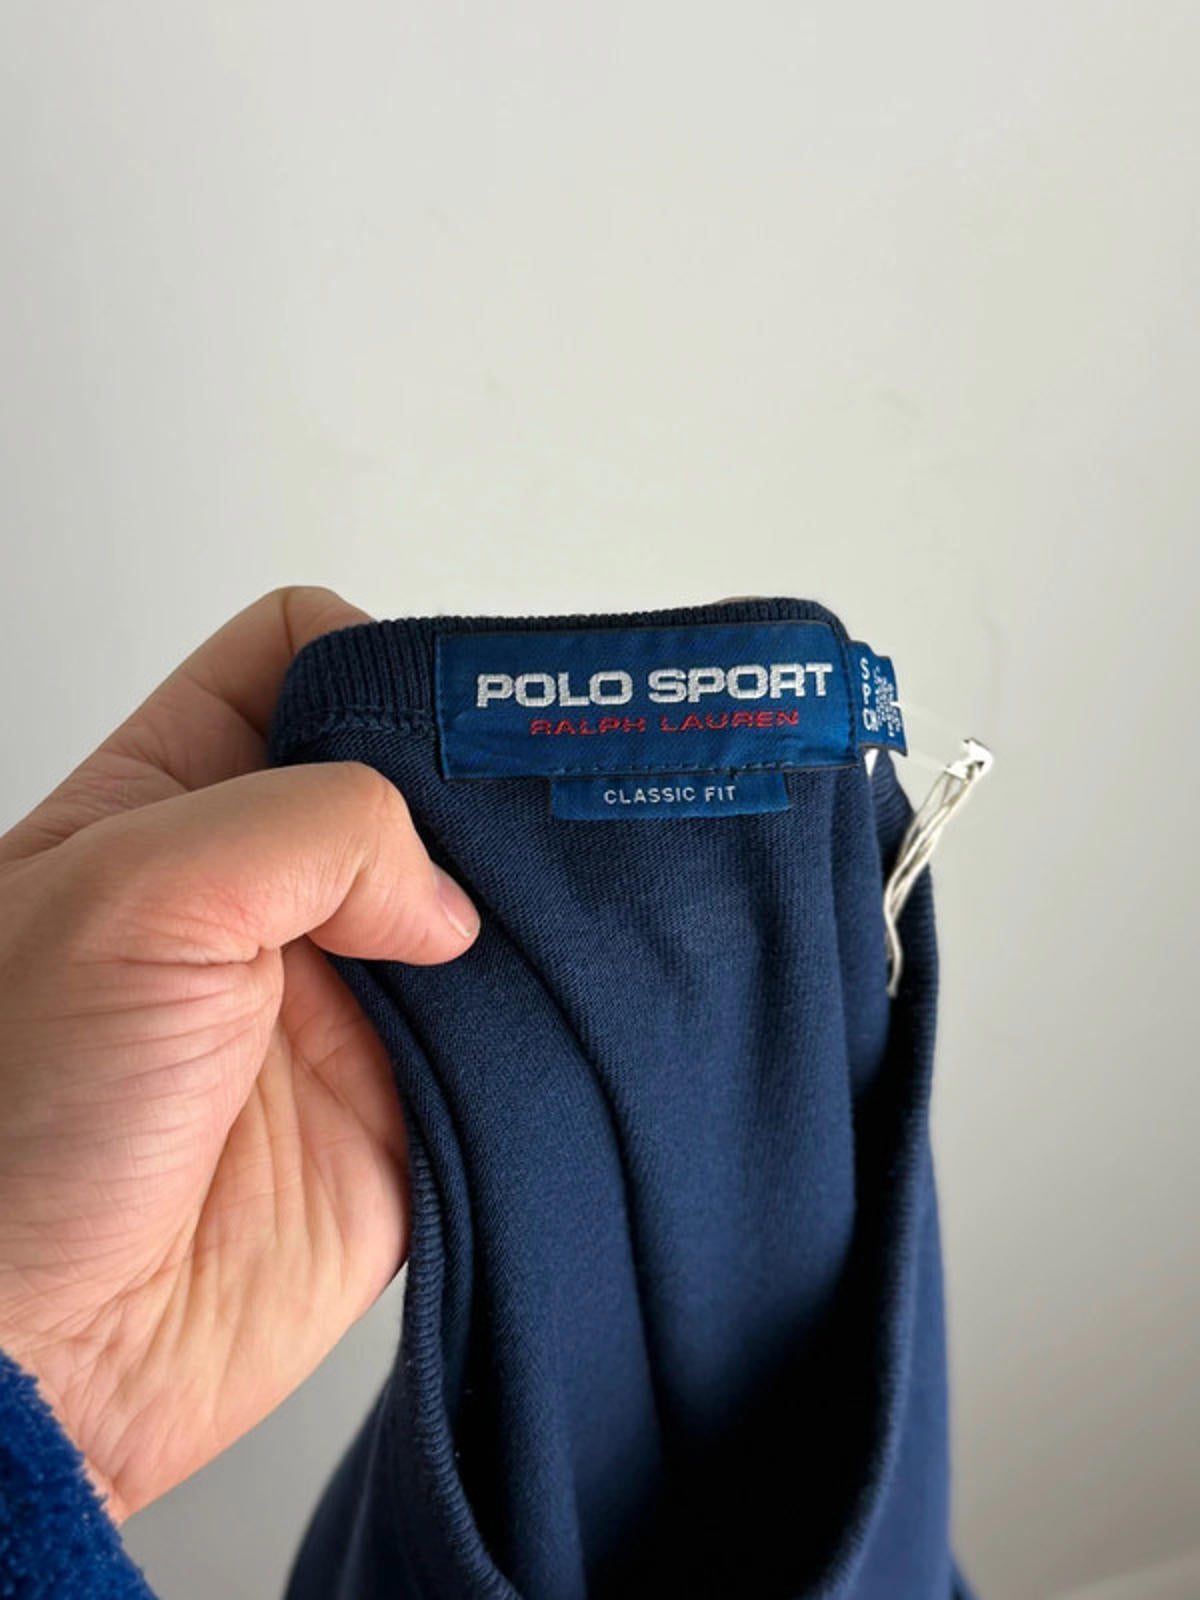 POLO SPORT
RALPH LAUREN
CLASSIC FIT
S